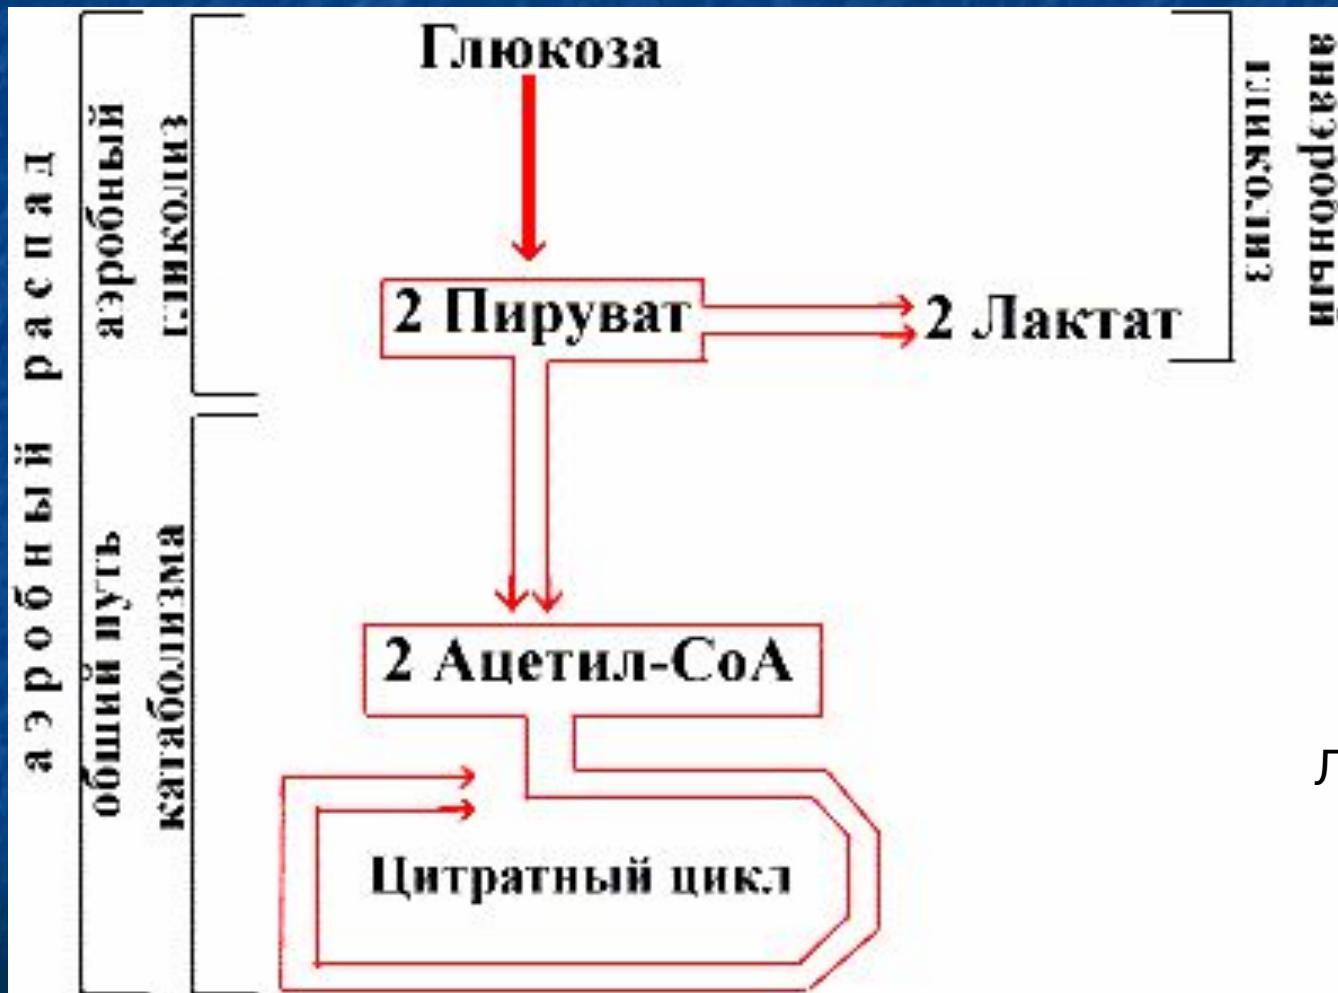 Глюкоза
2 Пируват
2 Лактат
2 Ацетил-СоА
Цитратный цикл
аэробный распад
аэробный
гликолиз
общий путь
катаболизма
гликолиз
анаэробный